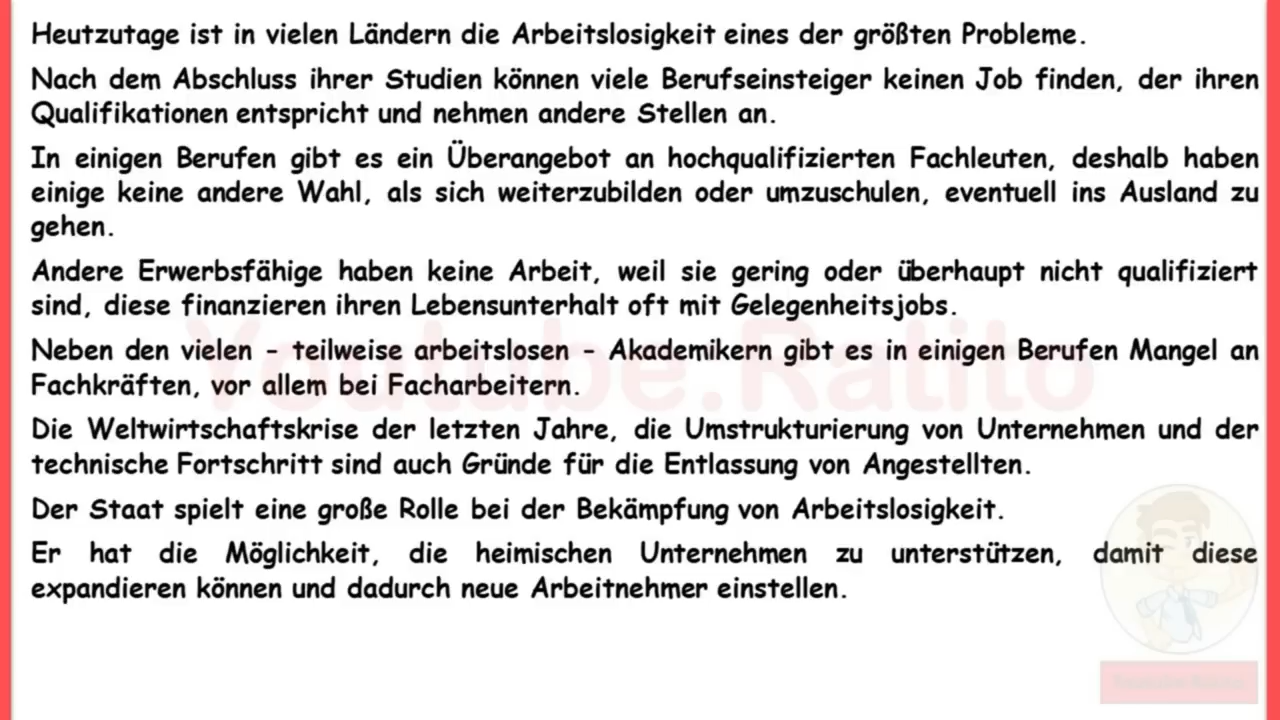 Heutzutage ist in vielen Ländern die Arbeitslosigkeit eines der größten Probleme.
Nach dem Abschluss ihrer Studien können viele Berufseinsteiger keinen Job finden, der ihren
Qualifikationen entspricht und nehmen andere Stellen an.
In einigen Berufen gibt es ein Überangebot an hochqualifizierten Fachleuten, deshalb haben
einige keine andere Wahl, als sich weiterzubilden oder umzuschulen, eventuell ins Ausland zu
gehen.
Andere Erwerbsfähige haben keine Arbeit, weil sie gering oder überhaupt nicht qualifiziert
sind, diese finanzieren ihren Lebensunterhalt oft mit Gelegenheitsjobs.
Neben den vielen - teilweise arbeitslosen - Akademikern gibt es in einigen Berufen Mangel an
Fachkräften, vor allem bei Facharbeitern.
Youtube.Ratito
Die Weltwirtschaftskrise der letzten Jahre, die Umstrukturierung von Unternehmen und der
technische Fortschritt sind auch Gründe für die Entlassung von Angestellten.
Der Staat spielt eine große Rolle bei der Bekämpfung von Arbeitslosigkeit.
Er hat die Möglichkeit, die heimischen Unternehmen zu unterstützen, damit diese
expandieren können und dadurch neue Arbeitnehmer einstellen.